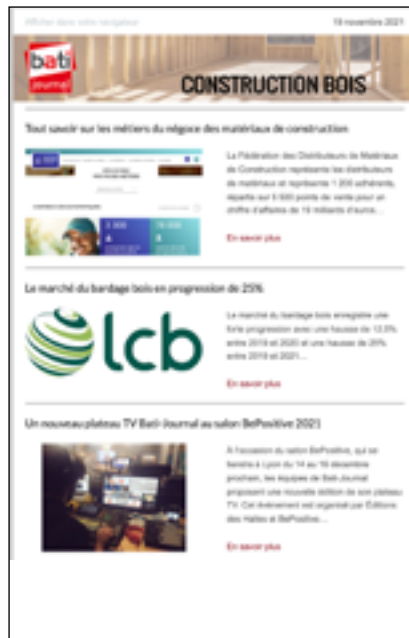 Afficher dans votre navigateur
19 novembre 2021
bati
journal
CONSTRUCTION BOIS
Tout savoir sur les métiers du négoce des matériaux de construction
La Fédération des Distributeurs de Matériaux
de Construction représente les distributeurs
de matériaux et représente 1 200 adhérents,
répartis sur 5 500 points de vente pour un
chiffre d'affaires de 19 milliards d'euros...
En savoir plus
Le marché du bardage bois en progression de 25%
lcb
Le marché du bardage bois enregistre une
forte progression avec une hausse de 12,5%
entre 2019 et 2020 et une hausse de 25%
entre 2019 et 2021...
En savoir plus
Un nouveau plateau TV Bati-Journal au salon BePositive 2021
À l'occasion du salon BePositive, qui se
tiendra à Lyon du 14 au 16 décembre
prochain, les équipes de Bati-Journal
proposent une nouvelle édition de son plateau
TV. Cet événement est organisé par Éditions
des Halles et BePositive...
En savoir plus